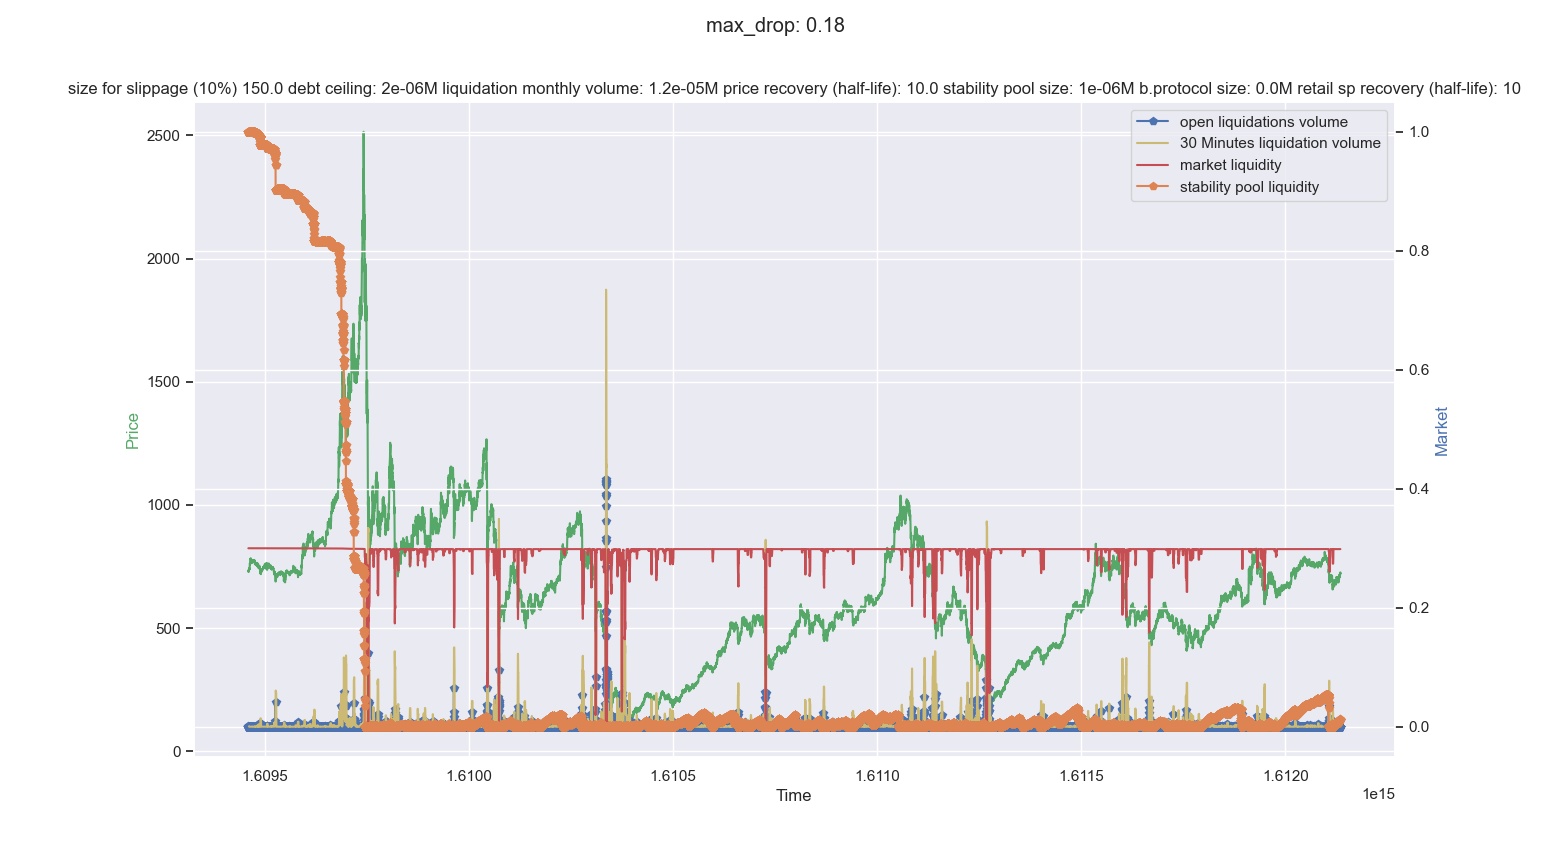 max_drop: 0.18
size for slippage (10%) 150.0 debt ceiling: 2e-06M liquidation monthly volume: 1.2e-05M price recovery (half-life): 10.0 stability pool size: 1e-06M b.protocol size: 0.0M retail sp recovery (half-life): 10
open liquidations volume
30 Minutes liquidation volume
market liquidity
stability pool liquidity
2500
2000
1500
1000
500
0
Price
1.0
0.8
0.6
0.4
0.2
0.0
Market
1.6095 1.6100 1.6105 1.6110 1.6115 1.6120
Time
1e15